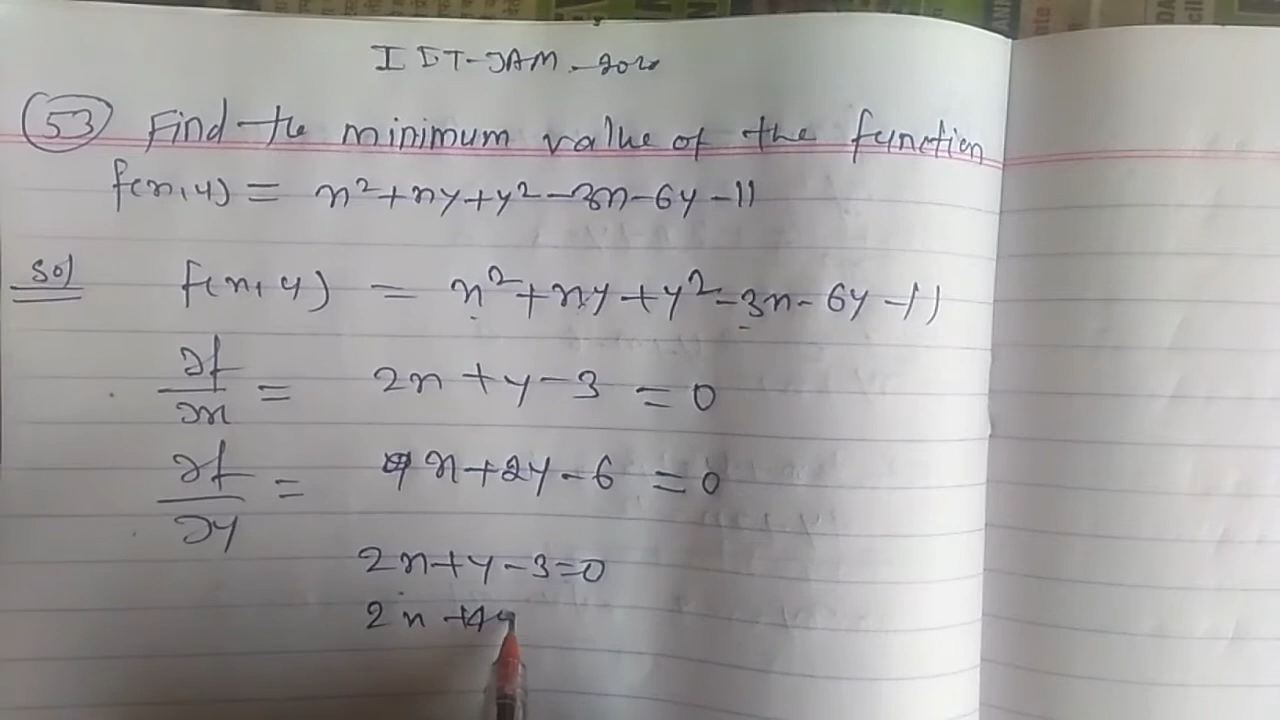 IIT-JAM-2020
53 Find the minimum value of the function
f(x,y) = x²+xy+y²-3x-6y-11
Sol f(x,y) = x²+xy+y²-3x-6y-11
∂f/∂x = 2x+y-3 = 0
∂f/∂y = x+2y-6 = 0
2x+y-3=0
2x+4y